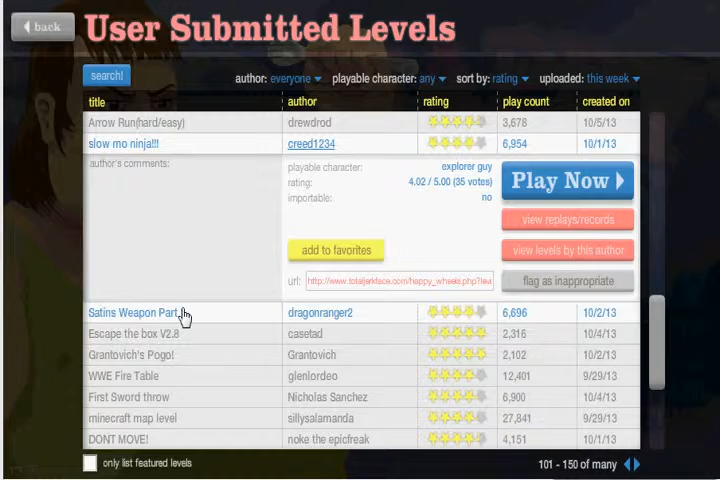 back
User Submitted Levels
search!
author: everyone playable character: any sort by: rating uploaded: this week
title author rating play count created on
Arrow Run(hard/easy) drewdrod 3,678 10/5/13
slow mo ninja!!! creed1234 6,954 10/1/13
author's comments:
playable character: explorer guy
rating: 4.02 / 5.00 (35 votes)
importable: no
Play Now
view replays/records
add to favorites
view levels by this author
url: http://www.totaljerkface.com/happy_wheels.php?lev
flag as inappropriate
Satins Weapon Part dragonranger2 6,696 10/2/13
Escape the box V2.8 casetad 2,316 10/4/13
Grantovich's Pogo! Grantovich 2,102 10/2/13
WWE Fire Table glenlordeo 12,401 9/29/13
First Sword throw Nicholas Sanchez 6,900 10/4/13
minecraft map level sillysalamanda 27,841 9/29/13
DONT MOVE! noke the epicfreak 4,151 10/1/13
only list featured levels
101 - 150 of many